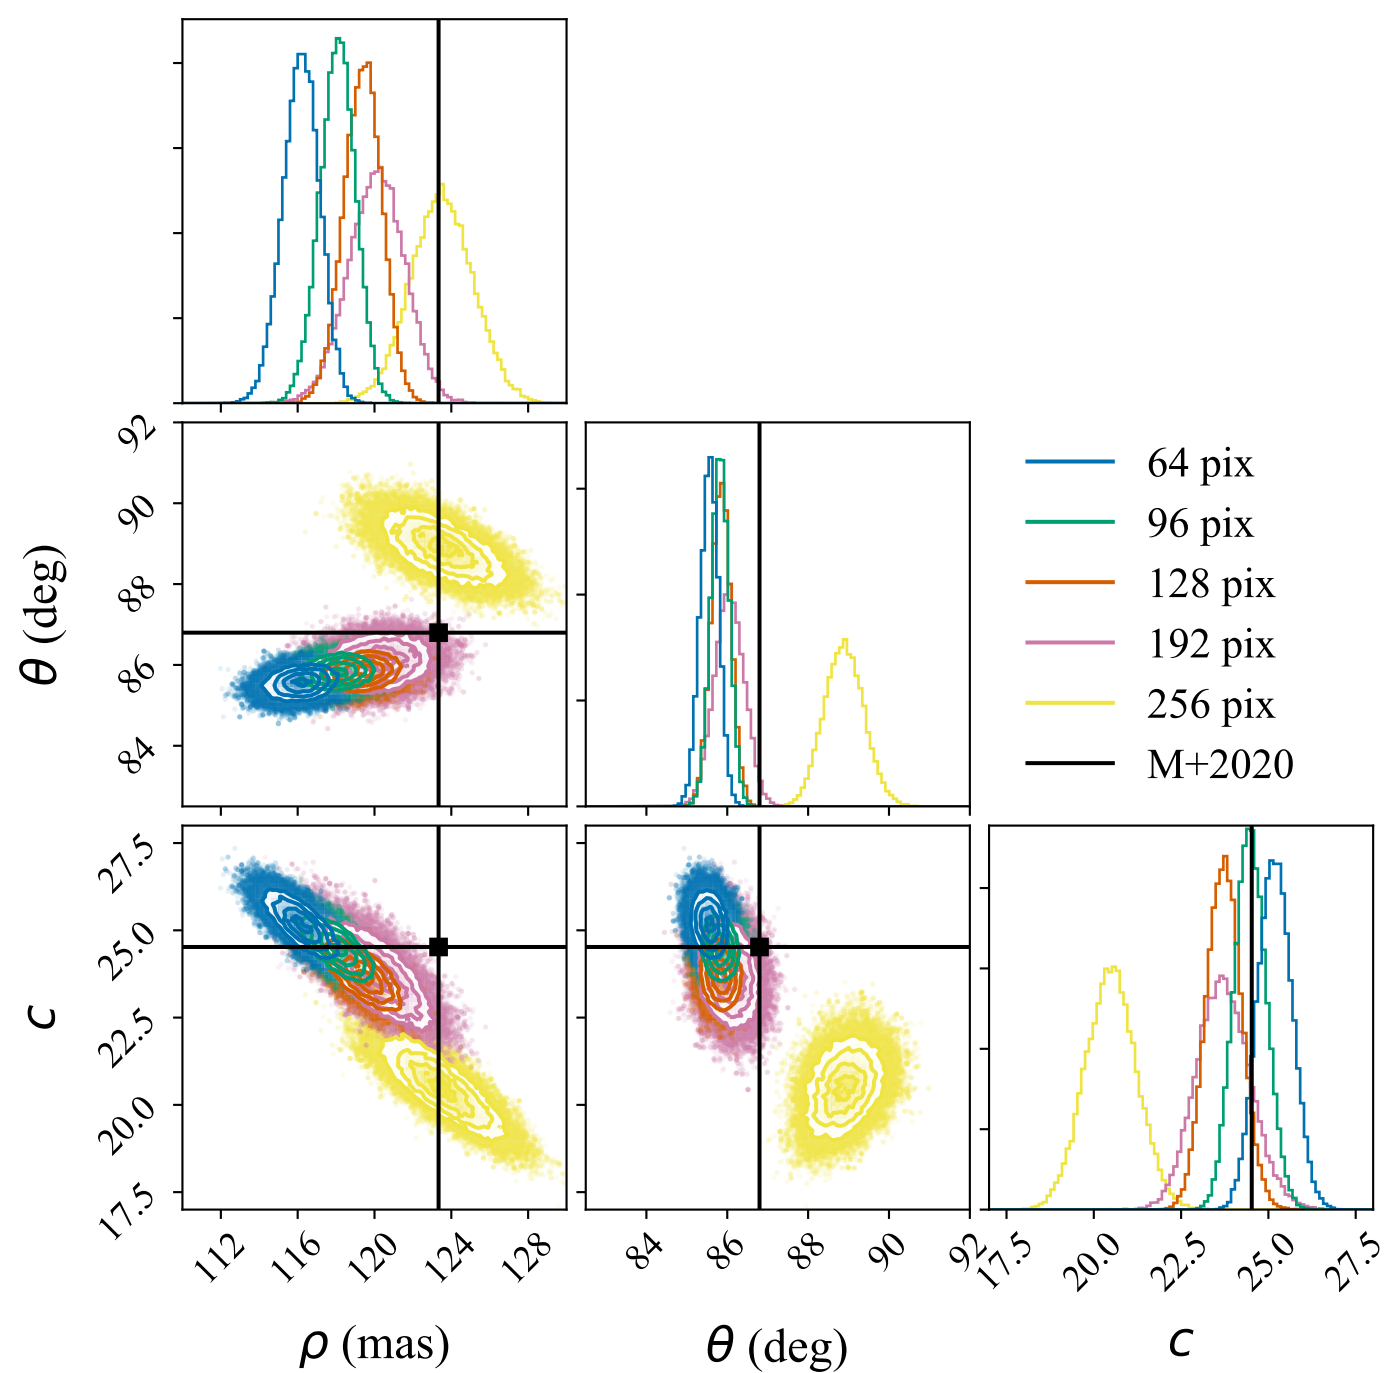 92
90
88
86
84
θ (deg)
64 pix
96 pix
128 pix
192 pix
256 pix
M+2020
27.5
25.0
22.5
20.0
17.5
c
112 116 120 124 128
84 86 88 90 92
17.5 20.0 22.5 25.0 27.5
ρ (mas)
θ (deg)
c